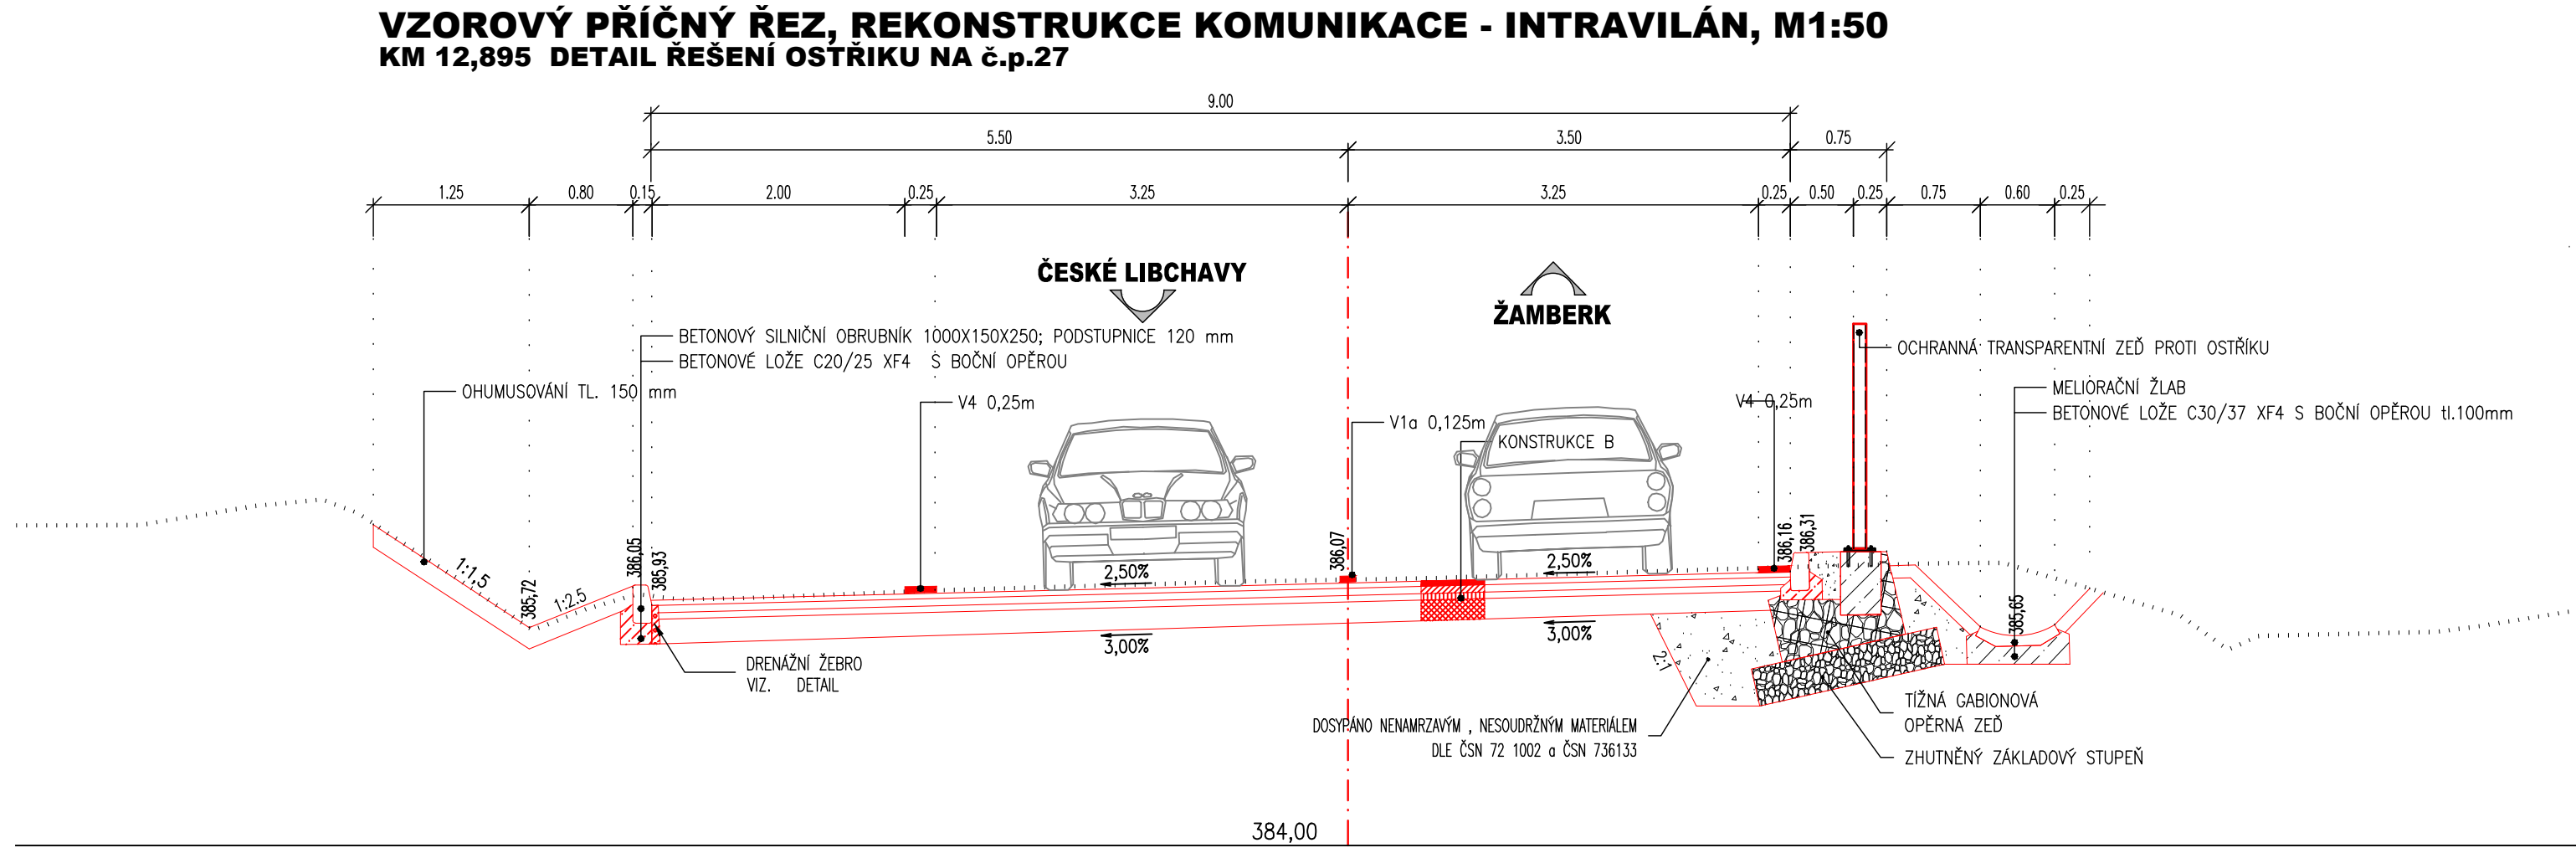 VZOROVÝ PŘÍČNÝ ŘEZ, REKONSTRUKCE KOMUNIKACE - INTRAVILÁN, M1:50
KM 12,895 DETAIL ŘEŠENÍ OSTŘIKU NA č.p.27
9.00
5.50 3.50 0.75
1.25 0.80 0.15 2.00 0.25 3.25 3.25 0.25 0.50 0.25 0.75 0.60 0.25
ČESKÉ LIBCHAVY
ŽAMBERK
BETONOVÝ SILNIČNÍ OBRUBNÍK 1000X150X250; PODSTUPNICE 120 mm
BETONOVÉ LOŽE C20/25 XF4 S BOČNÍ OPĚROU
OCHRANNÁ TRANSPARENTNÍ ZEĎ PROTI OSTŘÍKU
OHUMUSOVÁNÍ TL. 150 mm
MELIORAČNÍ ŽLAB
BETONOVÉ LOŽE C30/37 XF4 S BOČNÍ OPĚROU tl.100mm
V4 0,25m
V4 0,25m
V1a 0,125m
KONSTRUKCE B
1:1,5
385,72
1:2.5
386,05
385,93
386,07
386,16
386,31
385,65
2,50%
2,50%
3,00%
3,00%
2:1
DRENÁŽNÍ ŽEBRO
VIZ. DETAIL
TÍŽNÁ GABIONOVÁ
OPĚRNÁ ZEĎ
DOSYPÁNO NENAMRZAVÝM , NESOUDRŽNÝM MATERIÁLEM
DLE ČSN 72 1002 a ČSN 736133
ZHUTNĚNÝ ZÁKLADOVÝ STUPEŇ
384,00